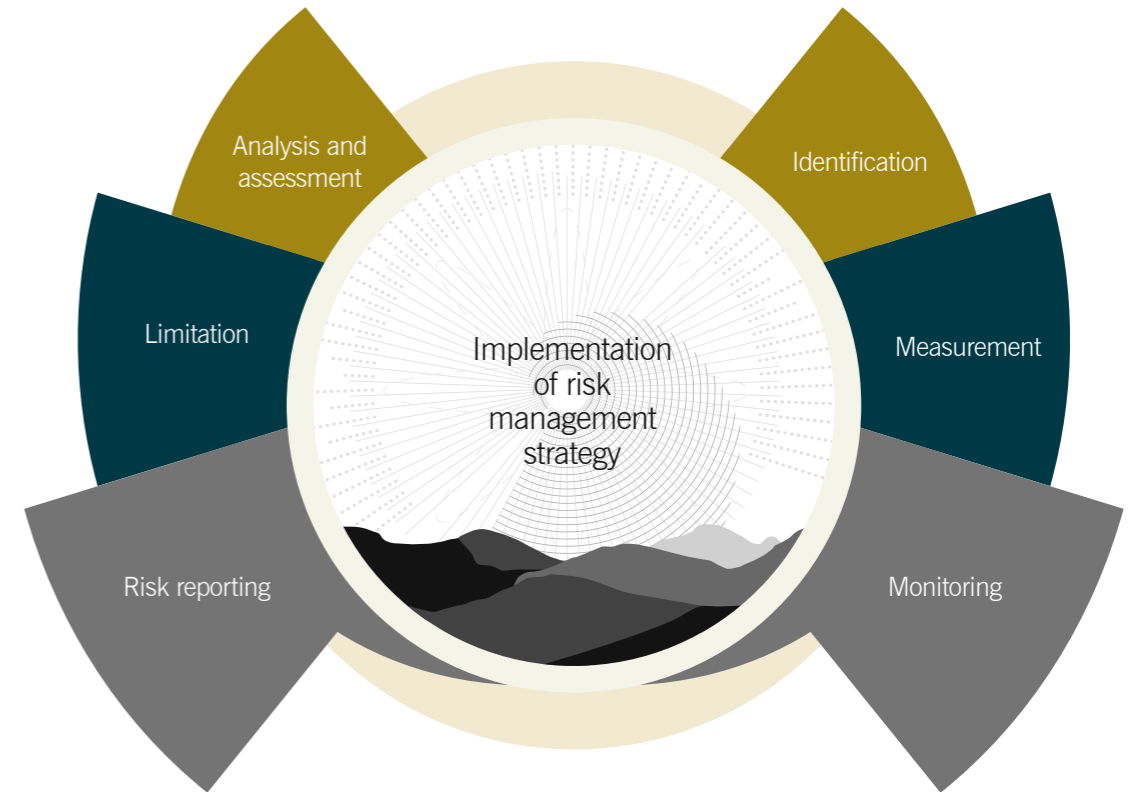 Analysis and
assessment
Identification
Limitation
Measurement
Implementation
of risk
management
strategy
Risk reporting
Monitoring